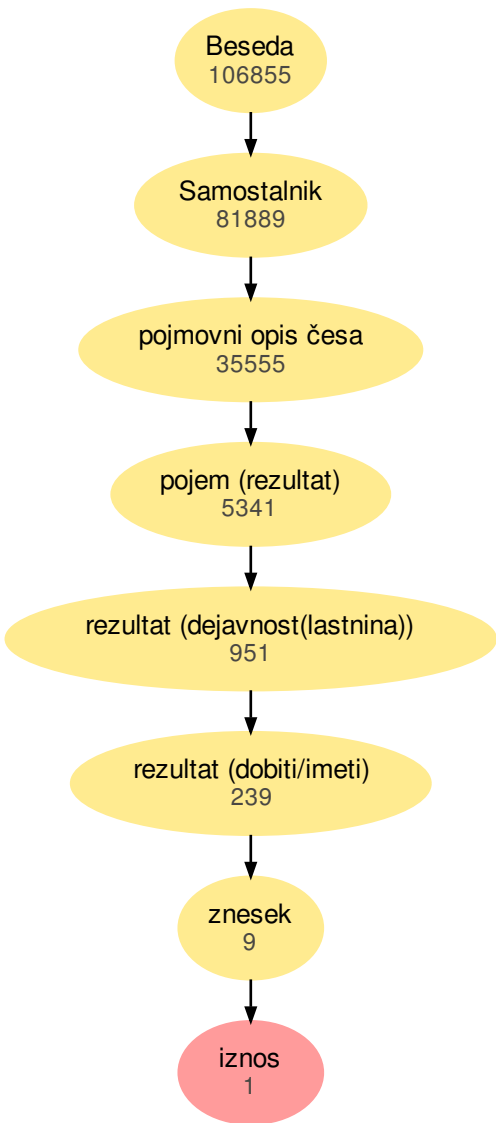 Beseda
106855
Samostalnik
81889
pojmovni opis česa
35555
pojem (rezultat)
5341
rezultat (dejavnost(lastnina))
951
rezultat (dobiti/imeti)
239
znesek
9
iznos
1